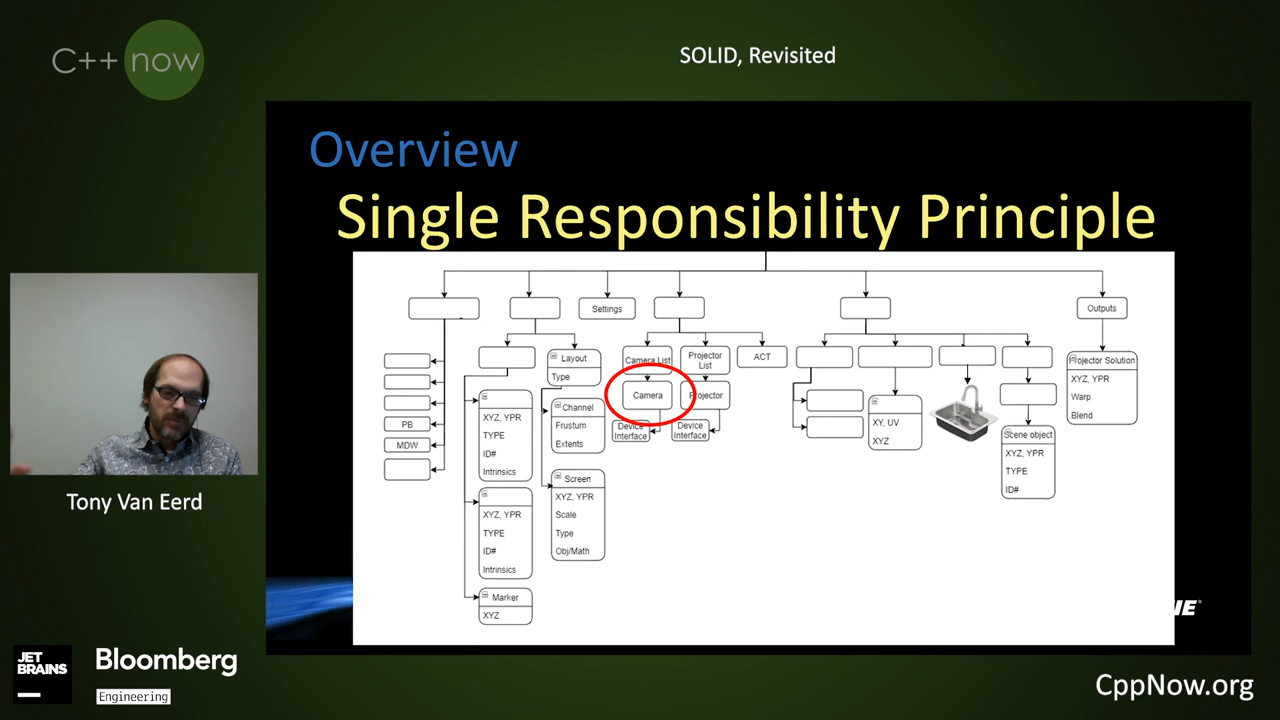 C++ now
SOLID, Revisited
Overview
Single Responsibility Principle
Settings
Outputs
Layout
Type
Camera List
Projector
List
ACT
Projector Solution
XYZ, YPR
Warp
Blend
Camera
Projector
Device
Interface
Device
Interface
Channel
Frustum
Extents
PB
MDW
XYZ, YPR
TYPE
ID#
Intrinsics
XY, UV
XYZ
Scene object
XYZ, YPR
TYPE
ID#
Screen
XYZ, YPR
Scale
Type
Obj/Math
XYZ, YPR
TYPE
ID#
Intrinsics
Marker
XYZ
Tony Van Eerd
JET
BRAINS
Bloomberg
Engineering
CppNow.org